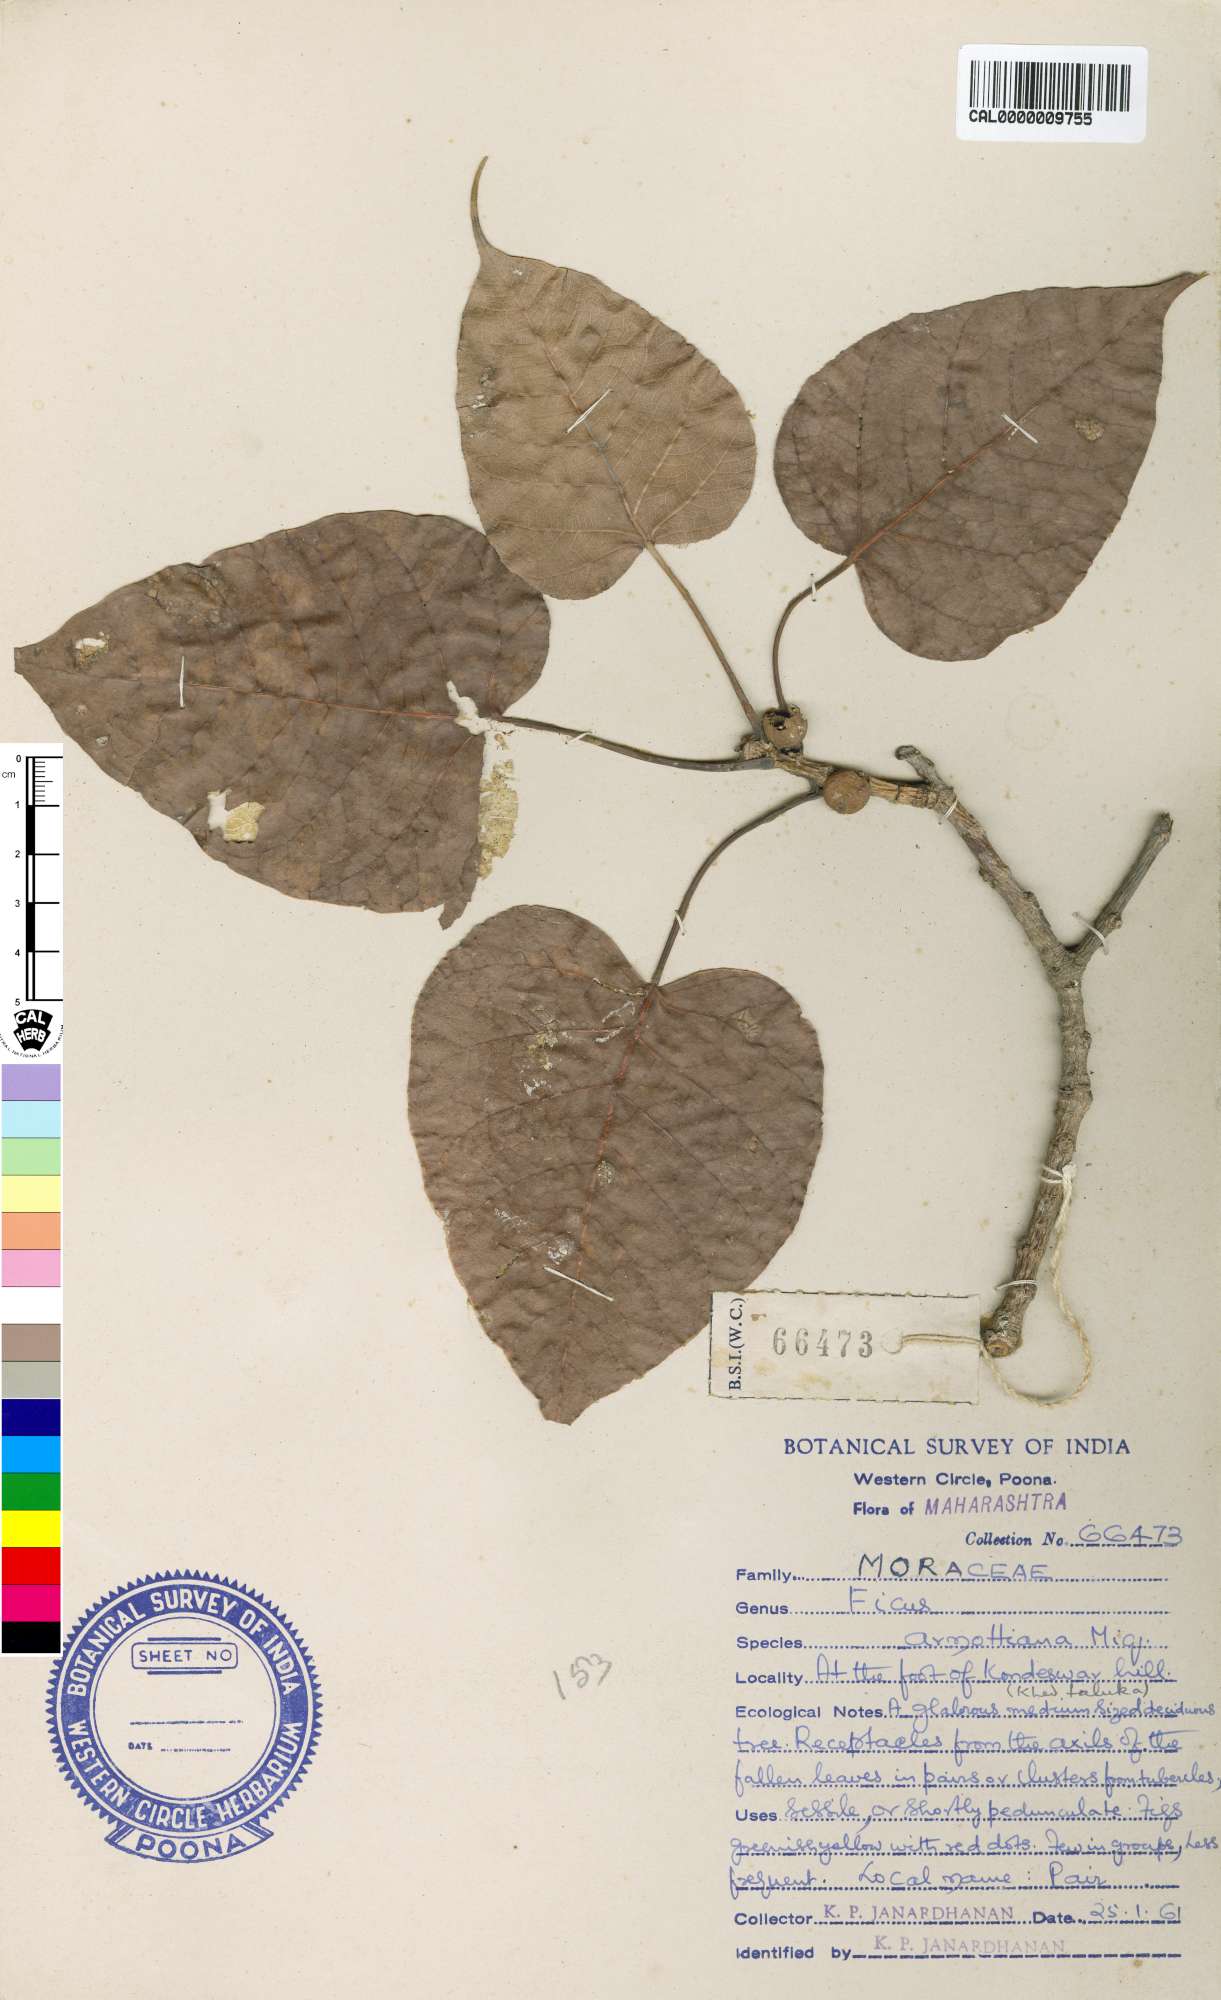 CAL0000009755
0
cm
1
2
3
4
5
CAL
HERB
B.S.I.(W.C.)
66473
BOTANICAL SURVEY OF INDIA
Western Circle, Poona.
Flora of MAHARASHTRA
Collection No. 66473
Family MORACEAE
Genus Ficus
Species arnottiana Miq.
Locality At the foot of Kondeswar hill.
(Khed taluka)
Ecological Notes A glabrous medium sized deciduous
tree. Receptacles from the axils of the
fallen leaves in pairs or clusters from tubercles,
Uses Sessile, or shortly pedunculate. Figs
greenish yellow with red dots. Few in groups, Less
frequent. Local name: Pair
Collector K. P. JANARDHANAN Date 25.1.61
Identified by K. P. JANARDHANAN
153
BOTANICAL SURVEY OF INDIA
SHEET NO
DATE
WESTERN CIRCLE HERBARIUM
POONA